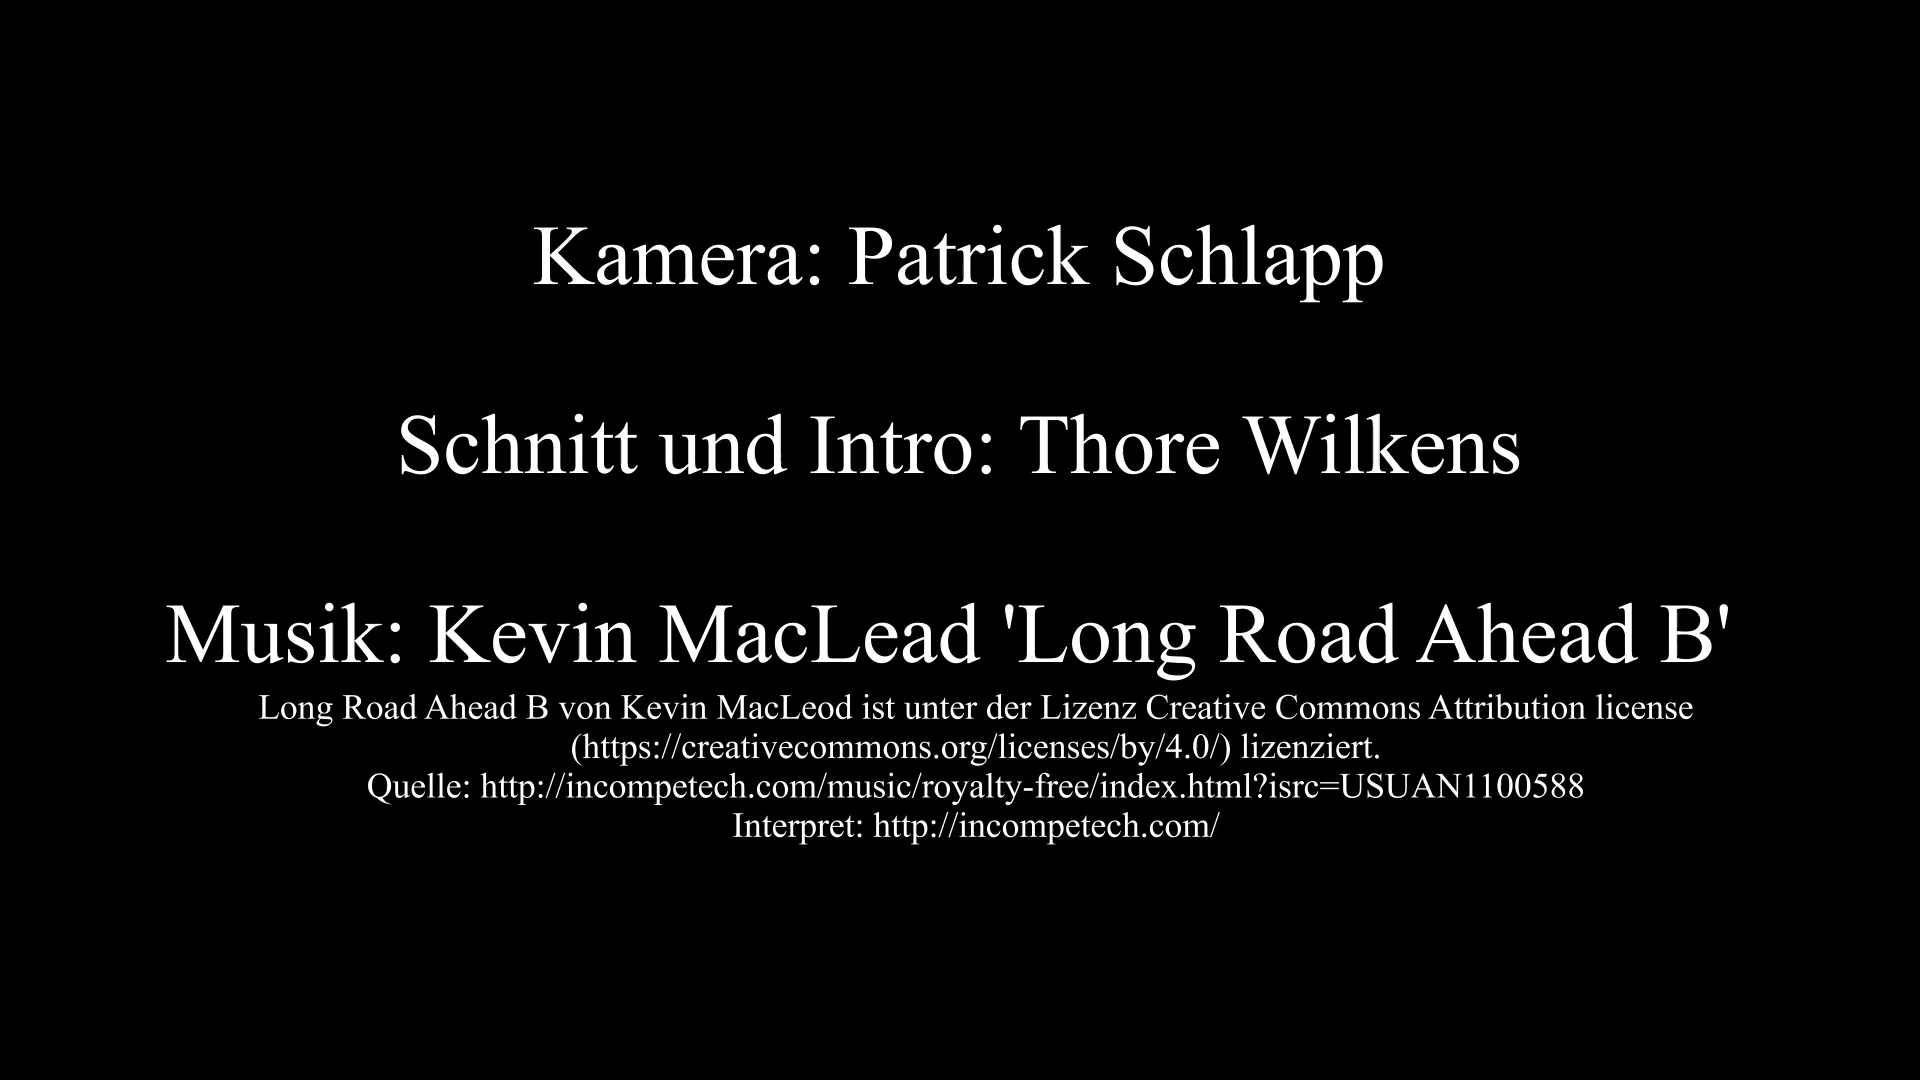 Kamera: Patrick Schlapp
Schnitt und Intro: Thore Wilkens
Musik: Kevin MacLead 'Long Road Ahead B'
Long Road Ahead B von Kevin MacLeod ist unter der Lizenz Creative Commons Attribution license
(https://creativecommons.org/licenses/by/4.0/) lizenziert.
Quelle: http://incompetech.com/music/royalty-free/index.html?isrc=USUAN1100588
Interpret: http://incompetech.com/